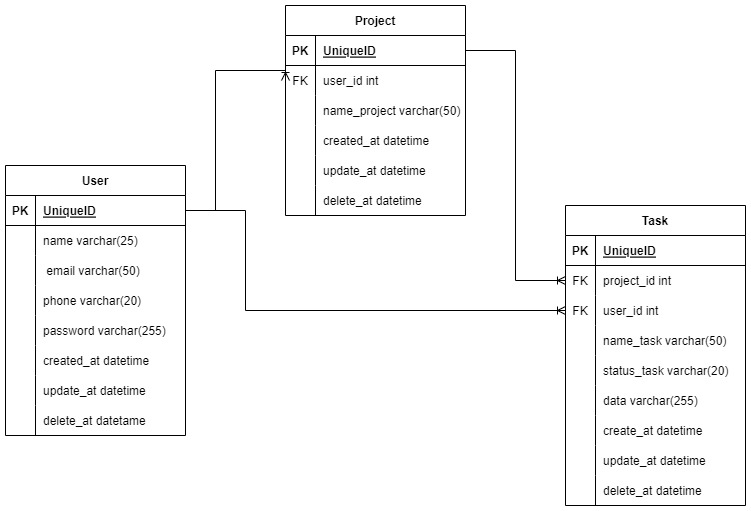 Project
PK UniqueID
FK user_id int
name_project varchar(50)
created_at datetime
update_at datetime
delete_at datetime
User
PK UniqueID
name varchar(25)
email varchar(50)
phone varchar(20)
password varchar(255)
created_at datetime
update_at datetime
delete_at datetame
Task
PK UniqueID
FK project_id int
FK user_id int
name_task varchar(50)
status_task varchar(20)
data varchar(255)
create_at datetime
update_at datetime
delete_at datetime